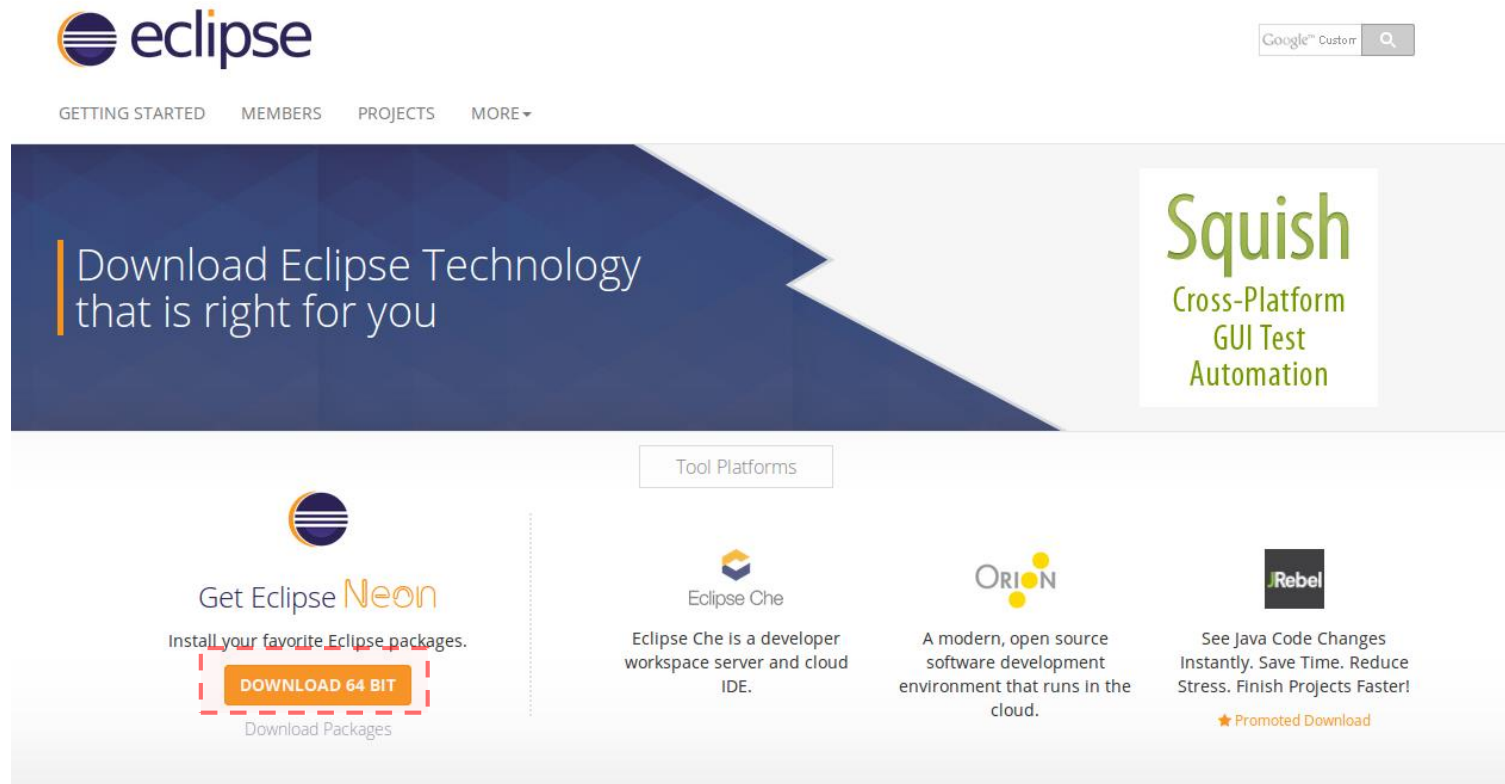 eclipse
Google™ Custom
GETTING STARTED MEMBERS PROJECTS MORE
Download Eclipse Technology
that is right for you
Squish
Cross-Platform
GUI Test
Automation
Tool Platforms
Get Eclipse Neon
Install your favorite Eclipse packages.
DOWNLOAD 64 BIT
Download Packages
Eclipse Che
Eclipse Che is a developer
workspace server and cloud
IDE.
ORION
A modern, open source
software development
environment that runs in the
cloud.
JRebel
See Java Code Changes
Instantly. Save Time. Reduce
Stress. Finish Projects Faster!
Promoted Download